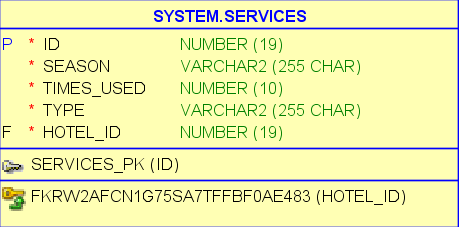 SYSTEM.SERVICES
P * ID NUMBER (19)
* SEASON VARCHAR2 (255 CHAR)
* TIMES_USED NUMBER (10)
* TYPE VARCHAR2 (255 CHAR)
F * HOTEL_ID NUMBER (19)
SERVICES_PK (ID)
FKRW2AFCN1G75SA7TFFBF0AE483 (HOTEL_ID)